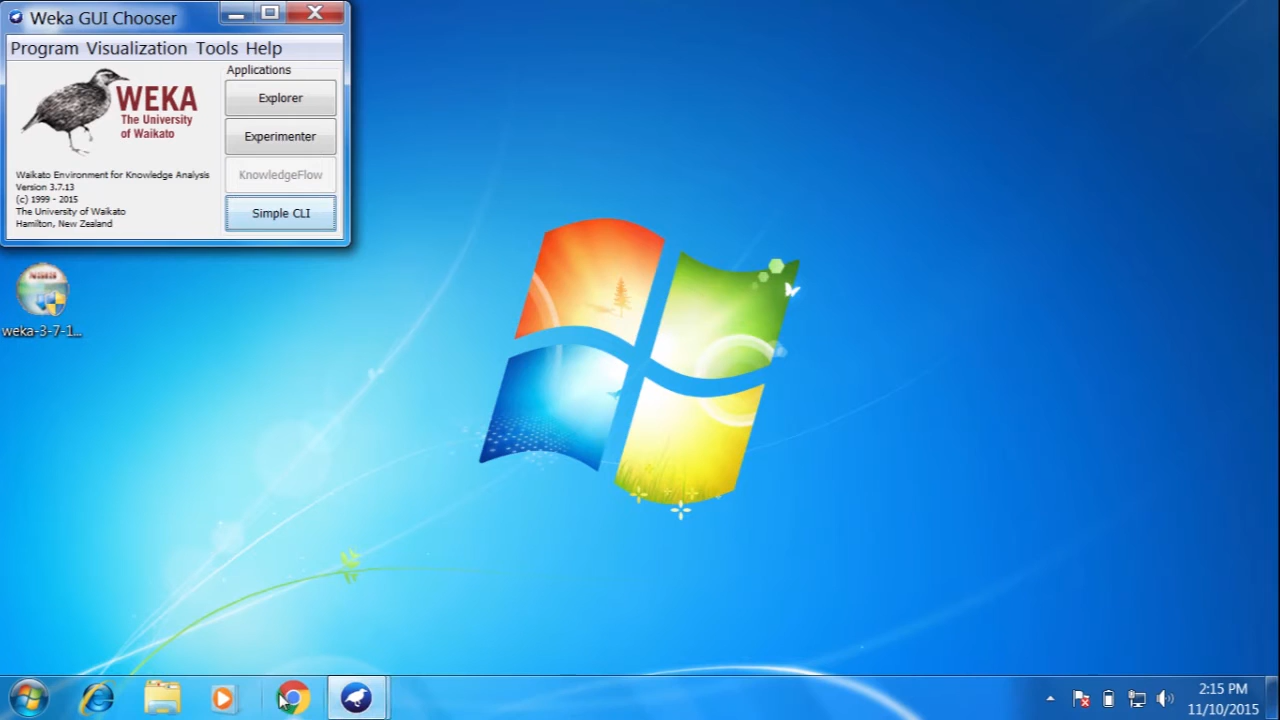 Weka GUI Chooser
Program Visualization Tools Help
Applications
WEKA
The University
of Waikato
Explorer
Experimenter
KnowledgeFlow
Simple CLI
Waikato Environment for Knowledge Analysis
Version 3.7.13
(c) 1999 - 2015
The University of Waikato
Hamilton, New Zealand
weka-3-7-1...
2:15 PM
11/10/2015